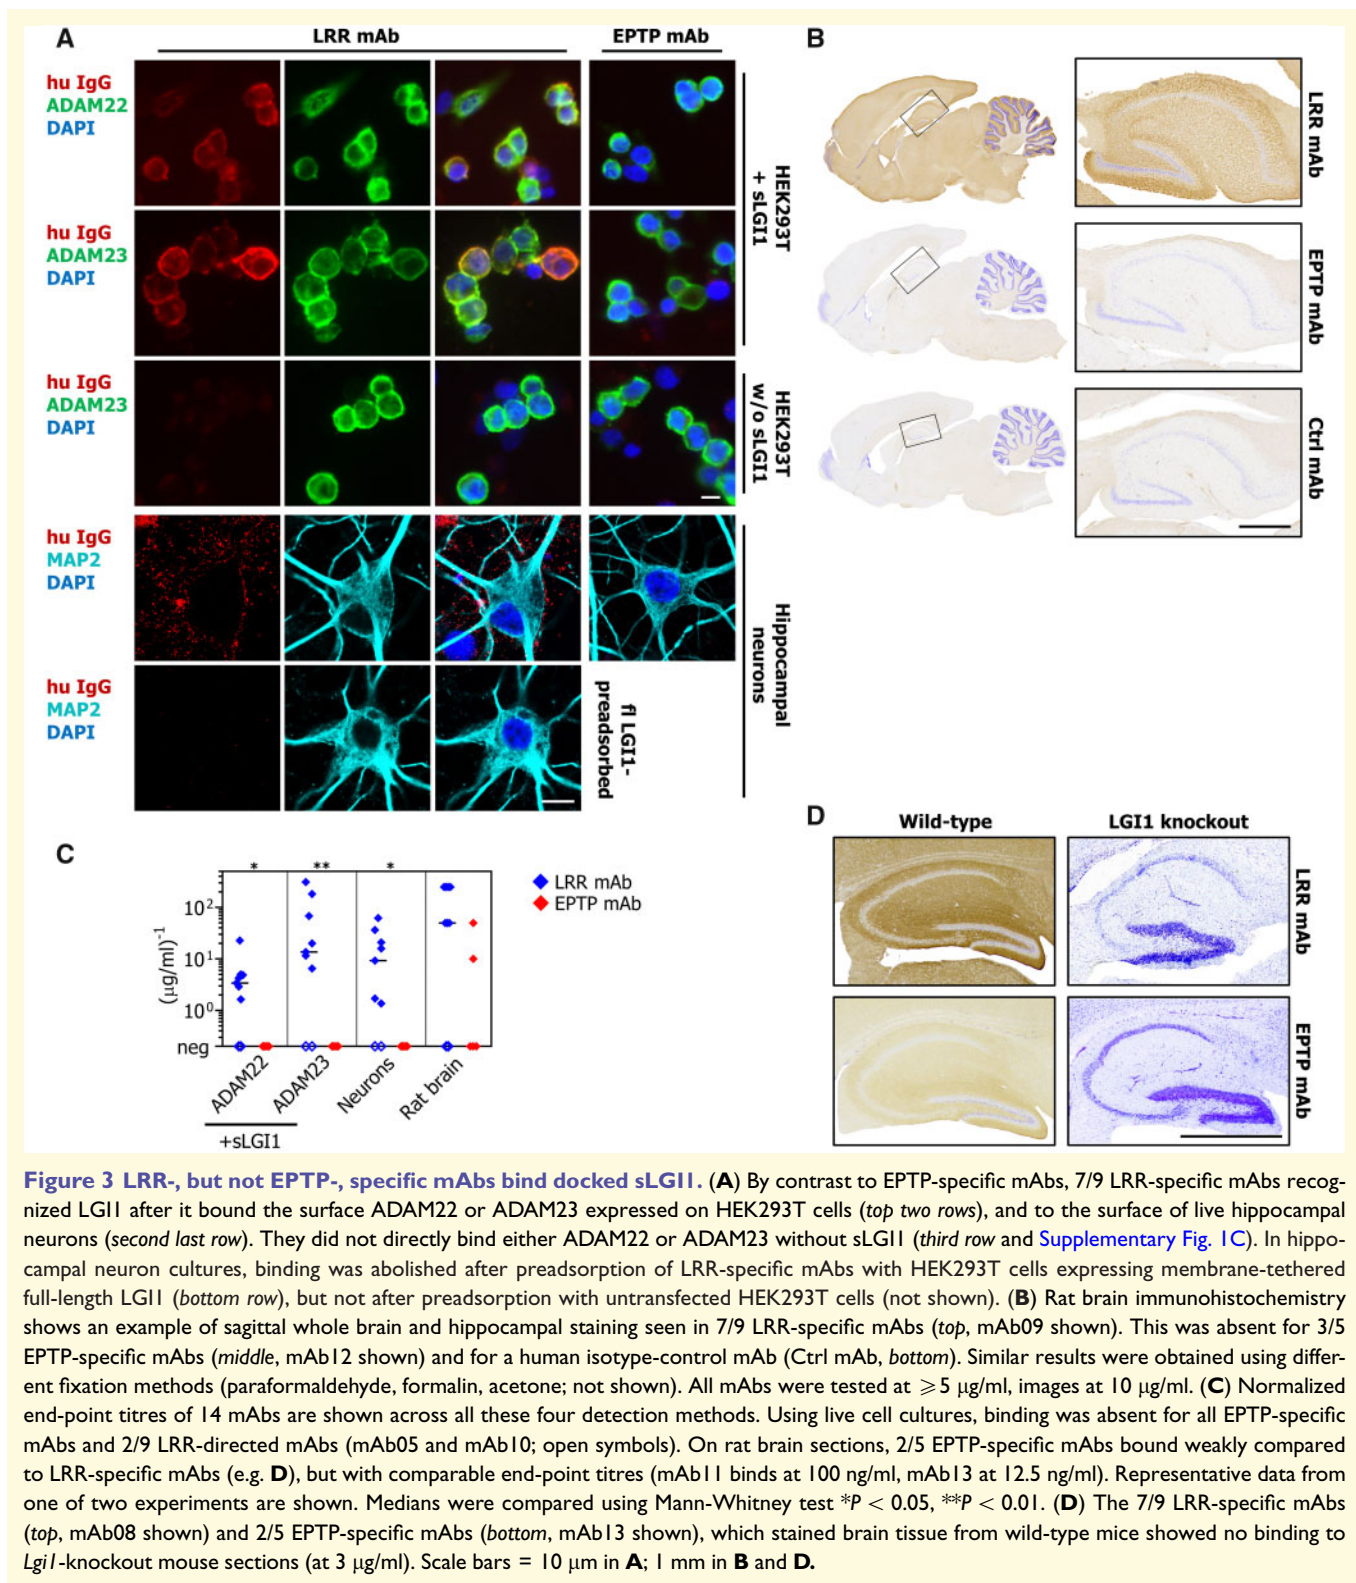 A
LRR mAb
EPTP mAb
hu IgG
ADAM22
DAPI
HEK293T
+ sLGI1
hu IgG
ADAM23
DAPI
hu IgG
ADAM23
DAPI
HEK293T
w/o sLGI1
hu IgG
MAP2
DAPI
Hippocampal
neurons
hu IgG
MAP2
DAPI
fl LGI1-
preadsorbed
B
LRR mAb
EPTP mAb
Ctrl mAb
C
LRR mAb
EPTP mAb
(µg/ml)⁻¹
10²
10¹
10⁰
neg
* ** *
ADAM22
ADAM23
Neurons
Rat brain
+sLGI1
D
Wild-type
LGI1 knockout
LRR mAb
EPTP mAb
Figure 3 LRR-, but not EPTP-, specific mAbs bind docked sLGI1. (A) By contrast to EPTP-specific mAbs, 7/9 LRR-specific mAbs recog-
nized LGI1 after it bound the surface ADAM22 or ADAM23 expressed on HEK293T cells (top two rows), and to the surface of live hippocampal
neurons (second last row). They did not directly bind either ADAM22 or ADAM23 without sLGI1 (third row and Supplementary Fig. 1C). In hippo-
campal neuron cultures, binding was abolished after preadsorption of LRR-specific mAbs with HEK293T cells expressing membrane-tethered
full-length LGI1 (bottom row), but not after preadsorption with untransfected HEK293T cells (not shown). (B) Rat brain immunohistochemistry
shows an example of sagittal whole brain and hippocampal staining seen in 7/9 LRR-specific mAbs (top, mAb09 shown). This was absent for 3/5
EPTP-specific mAbs (middle, mAb12 shown) and for a human isotype-control mAb (Ctrl mAb, bottom). Similar results were obtained using differ-
ent fixation methods (paraformaldehyde, formalin, acetone; not shown). All mAbs were tested at ⩾5 µg/ml, images at 10 µg/ml. (C) Normalized
end-point titres of 14 mAbs are shown across all these four detection methods. Using live cell cultures, binding was absent for all EPTP-specific
mAbs and 2/9 LRR-directed mAbs (mAb05 and mAb10; open symbols). On rat brain sections, 2/5 EPTP-specific mAbs bound weakly compared
to LRR-specific mAbs (e.g. D), but with comparable end-point titres (mAb11 binds at 100 ng/ml, mAb13 at 12.5 ng/ml). Representative data from
one of two experiments are shown. Medians were compared using Mann-Whitney test *P < 0.05, **P < 0.01. (D) The 7/9 LRR-specific mAbs
(top, mAb08 shown) and 2/5 EPTP-specific mAbs (bottom, mAb13 shown), which stained brain tissue from wild-type mice showed no binding to
Lgi1-knockout mouse sections (at 3 µg/ml). Scale bars = 10 µm in A; 1 mm in B and D.